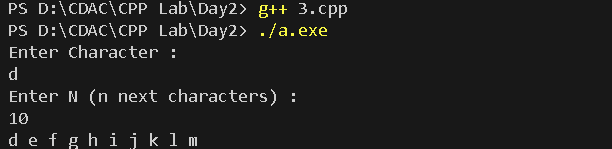 PS D:\CDAC\CPP Lab\Day2> g++ 3.cpp
PS D:\CDAC\CPP Lab\Day2> ./a.exe
Enter Character :
d
Enter N (n next characters) :
10
d e f g h i j k l m